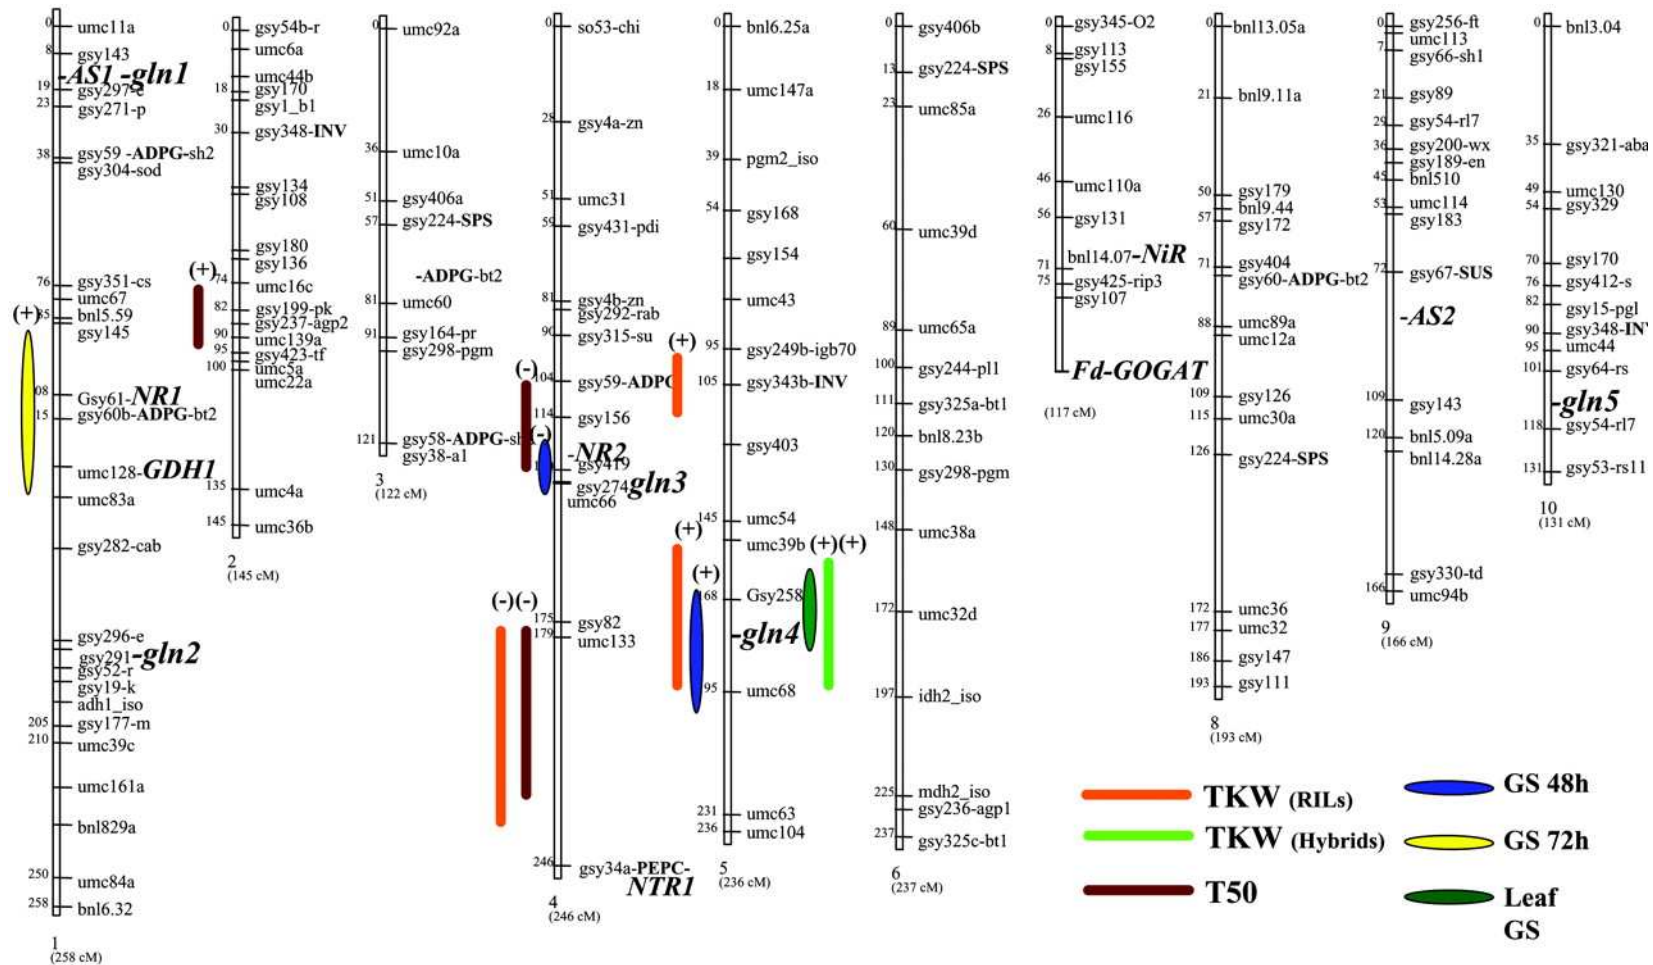 0 umc11a
8 gsy143
-AS1 -gln1
19 gsy297-c
23 gsy271-p
38 gsy59 -ADPG-sh2
gsy304-sod
76 gsy351-cs
umc67
(+)
85 bnl5.59
gsy145
08 Gsy61-NR1
15 gsy60b-ADPG-bt2
umc128-GDH1
umc83a
gsy282-cab
gsy296-e
gsy291-gln2
gsy52-r
gsy19-k
adh1_iso
205 gsy177-m
210 umc39c
umc161a
bnl829a
250 umc84a
258 bnl6.32
1
(258 cM)
0 gsy54b-r
umc6a
umc44b
18 gsy170
gsy1_b1
30 gsy348-INV
gsy134
gsy108
gsy180
gsy136
(+)
74 umc16c
82 gsy199-pk
gsy237-agp2
90 umc139a
95 gsy423-tf
100 umc5a
umc22a
135 umc4a
145 umc36b
2
(145 cM)
0 umc92a
36 umc10a
51 gsy406a
57 gsy224-SPS
-ADPG-bt2
81 umc60
91 gsy164-pr
gsy298-pgm
121 gsy58-ADPG-sh
gsy38-a1
3
(122 cM)
0 so53-chi
28 gsy4a-zn
51 umc31
59 gsy431-pdi
81 gsy4b-zn
gsy292-rab
90 gsy315-su
(-)
104 gsy59-ADPG
114 gsy156
(-)
-NR2
gsy419
gsy274 gln3
umc66
(-)(-)
175 gsy82
179 umc133
246 gsy34a-PEPC-
NTR1
4
(246 cM)
0 bnl6.25a
18 umc147a
39 pgm2_iso
54 gsy168
gsy154
umc43
(+)
95 gsy249b-igb70
105 gsy343b-INV
gsy403
145 umc54
(+)
umc39b
(+)
168 Gsy258
-gln4
95 umc68
231 umc63
236 umc104
5
(236 cM)
(+)(+)
0 gsy406b
13 gsy224-SPS
23 umc85a
60 umc39d
89 umc65a
100 gsy244-pl1
111 gsy325a-bt1
120 bnl8.23b
130 gsy298-pgm
148 umc38a
172 umc32d
197 idh2_iso
225 mdh2_iso
gsy236-agp1
237 gsy325c-bt1
6
(237 cM)
0 gsy345-O2
8 gsy113
gsy155
26 umc116
46 umc110a
56 gsy131
bnl14.07-NiR
71
75 gsy425-rip3
gsy107
Fd-GOGAT
(117 cM)
0 bnl13.05a
21 bnl9.11a
50 gsy179
bnl9.44
57 gsy172
71 gsy404
gsy60-ADPG-bt2
88 umc89a
umc12a
109 gsy126
115 umc30a
126 gsy224-SPS
172 umc36
177 umc32
186 gsy147
193 gsy111
8
(193 cM)
0 gsy256-ft
umc113
7 gsy66-sh1
21 gsy89
29 gsy54-rl7
36 gsy200-wx
gsy189-en
45 bnl510
53 umc114
gsy183
72 gsy67-SUS
-AS2
109 gsy143
120 bnl5.09a
bnl14.28a
gsy330-td
166 umc94b
9
(166 cM)
0 bnl3.04
35 gsy321-aba
49 umc130
54 gsy329
70 gsy170
76 gsy412-s
82 gsy15-pgl
90 gsy348-IN
95 umc44
101 gsy64-rs
-gln5
118 gsy54-rl7
131 gsy53-rs11
10
(131 cM)
TKW (RILs)
TKW (Hybrids)
T50
GS 48h
GS 72h
Leaf
GS